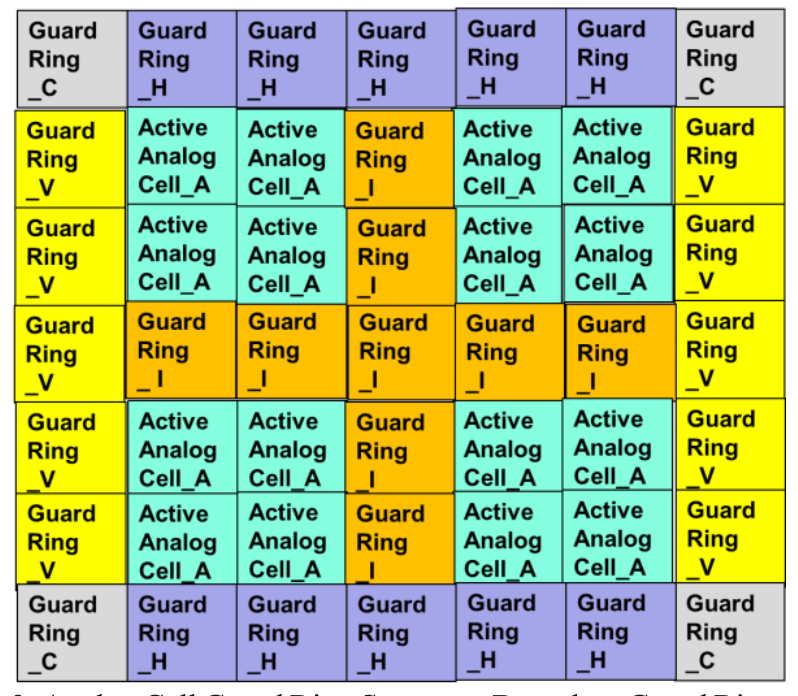 Guard
Ring
_C
Guard
Ring
_H
Guard
Ring
_H
Guard
Ring
_H
Guard
Ring
_H
Guard
Ring
_H
Guard
Ring
_C
Guard
Ring
_V
Active
Analog
Cell_A
Active
Analog
Cell_A
Guard
Ring
_I
Active
Analog
Cell_A
Active
Analog
Cell_A
Guard
Ring
_V
Guard
Ring
_V
Active
Analog
Cell_A
Active
Analog
Cell_A
Guard
Ring
_I
Active
Analog
Cell_A
Active
Analog
Cell_A
Guard
Ring
_V
Guard
Ring
_V
Guard
Ring
_ I
Guard
Ring
_I
Guard
Ring
_I
Guard
Ring
_I
Guard
Ring
_I
Guard
Ring
_V
Guard
Ring
_V
Active
Analog
Cell_A
Active
Analog
Cell_A
Guard
Ring
_I
Active
Analog
Cell_A
Active
Analog
Cell_A
Guard
Ring
_V
Guard
Ring
_V
Active
Analog
Cell_A
Active
Analog
Cell_A
Guard
Ring
_I
Active
Analog
Cell_A
Active
Analog
Cell_A
Guard
Ring
_V
Guard
Ring
_C
Guard
Ring
_H
Guard
Ring
_H
Guard
Ring
_H
Guard
Ring
_H
Guard
Ring
_H
Guard
Ring
_C
Analog Cell Guard Ring Guard Ring